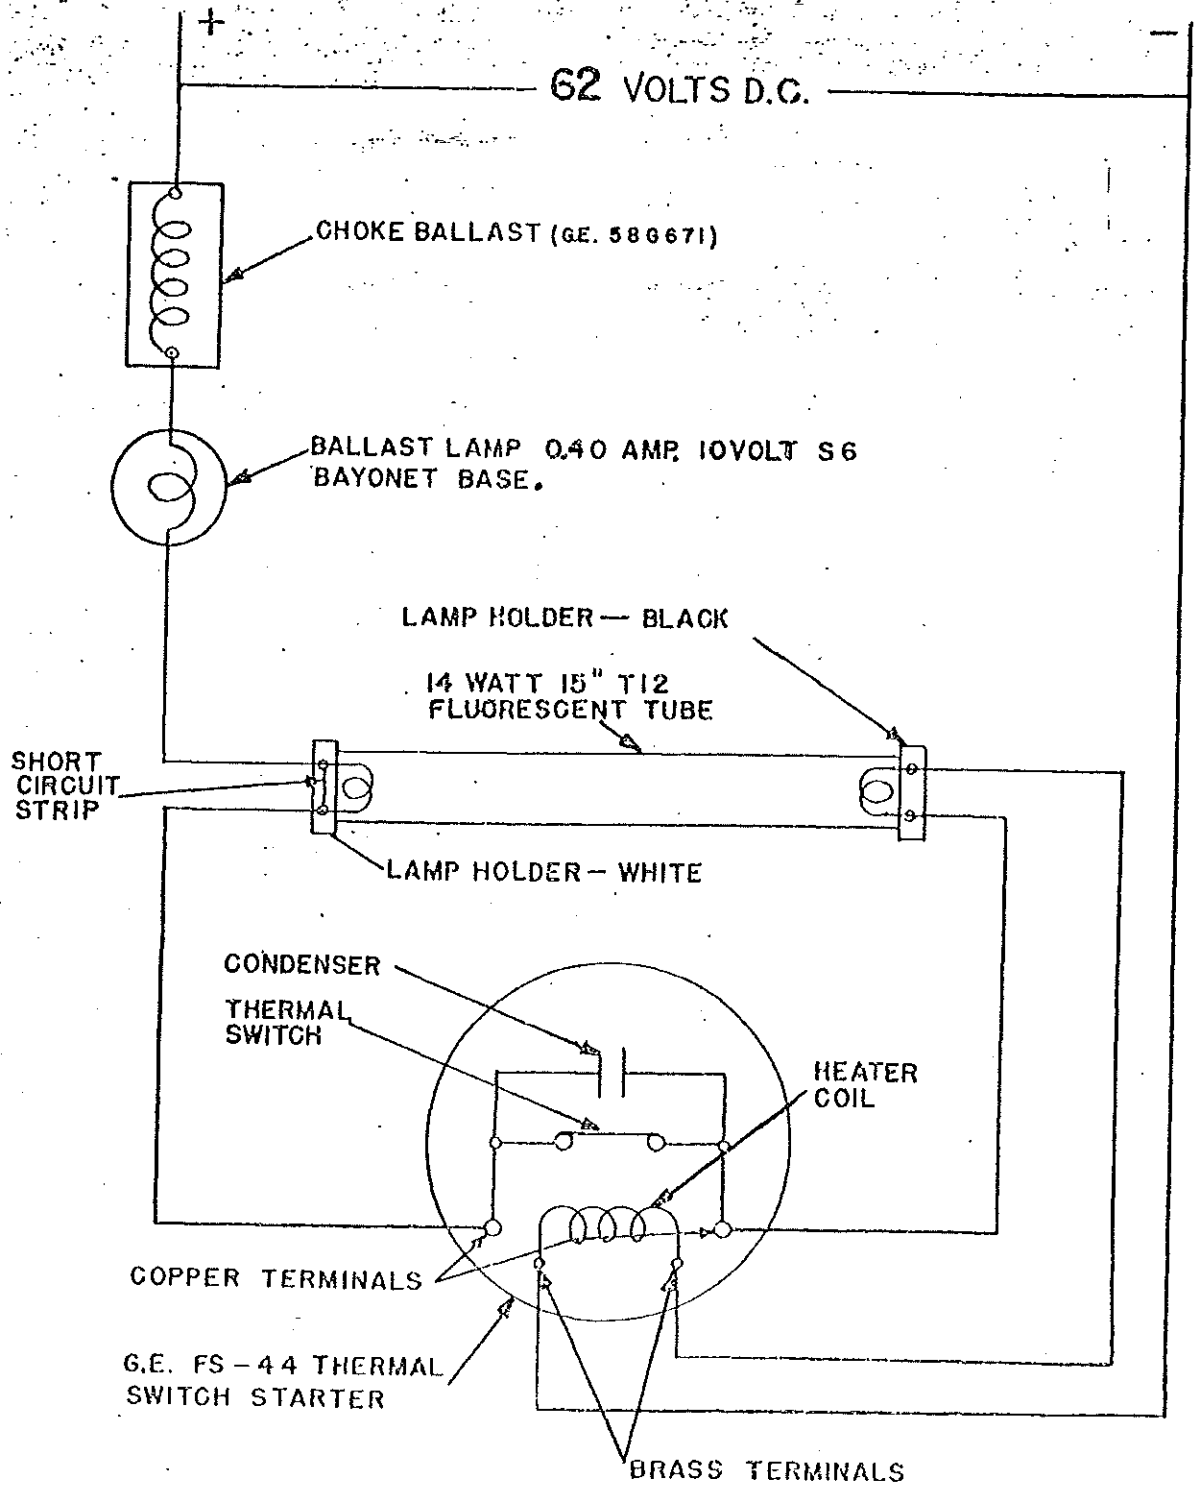 + −
62 VOLTS D.C.
CHOKE BALLAST (G.E. 58G671)
BALLAST LAMP 0.40 AMP. 10VOLT S6
BAYONET BASE.
LAMP HOLDER — BLACK
14 WATT 15" T12
FLUORESCENT TUBE
SHORT
CIRCUIT
STRIP
LAMP HOLDER — WHITE
CONDENSER
THERMAL
SWITCH
HEATER
COIL
COPPER TERMINALS
G.E. FS - 44 THERMAL
SWITCH STARTER
BRASS TERMINALS